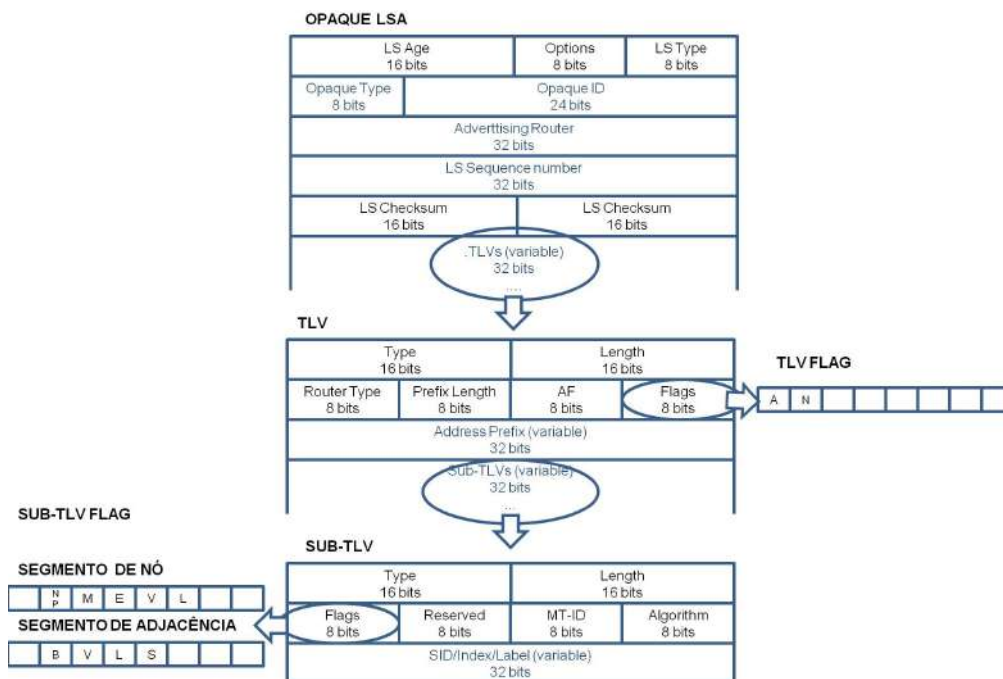 OPAQUE LSA
LS Age
16 bits
Options
8 bits
LS Type
8 bits
Opaque Type
8 bits
Opaque ID
24 bits
Adverttising Router
32 bits
LS Sequence number
32 bits
LS Checksum
16 bits
LS Checksum
16 bits
.TLVs (variable)
32 bits
....
TLV
Type
16 bits
Length
16 bits
Router Type
8 bits
Prefix Length
8 bits
AF
8 bits
Flags
8 bits
TLV FLAG
A N
Address Prefix (variable)
32 bits
Sub-TLVs (variable)
32 bits
...
SUB-TLV FLAG
SEGMENTO DE NÓ
NP M E V L
SEGMENTO DE ADJACÊNCIA
B V L S
SUB-TLV
Type
16 bits
Length
16 bits
Flags
8 bits
Reserved
8 bits
MT-ID
8 bits
Algorithm
8 bits
SID/Index/Label (variable)
32 bits